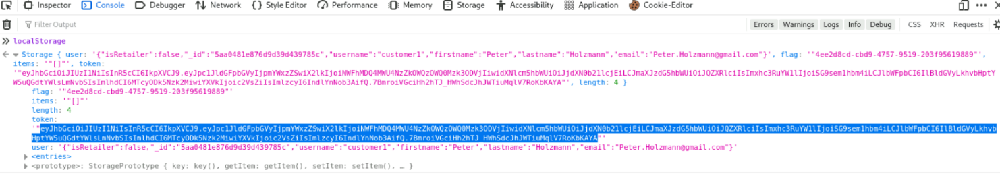 Inspector Console Debugger Network Style Editor Performance Memory Storage Accessibility Application Cookie-Editor
Filter Output Errors Warnings Logs Info Debug CSS XHR Requests
localStorage
Storage { user: '{"isRetailer":false,"_id":"5aa0481e876d9d39d439785c","username":"customer1","firstname":"Peter","lastname":"Holzmann","email":"Peter.Holzmann@gmail.com"}', flag: '"4ee2d8cd-cbd9-4757-9519-203f95619889"',
items: '"[]"', token:
'"eyJhbGciOiJIUzI1NiIsInR5cCI6IkpXVCJ9.eyJpc1JldGFpbGVyIjpmYWxzZSwiX2lkIjoiNWFhMDQ4MWU4NzZkOWQzOWQ0Mzk3ODVjIiwidXNlcm5hbWUiOiJjdXN0b21lcjEiLCJmaXJzdG5hbWUiOiJQZXRlciIsImxhc3RuYW1lIjoiSG9sem1hbm4iLCJlbWFpbCI6IlBldGVyLkhvbHptYW5uQGdtYWlsLmNvbSIsImlhdCI6MTcyODk5Nzk2MiwiYXVkIjoic2VsZiIsImlzcyI6IndlYnNob3AifQ.7BmroiVGciHh2hTJ_HWhSdcJhJWTiuMqlV7RoKbKAYA"', length: 4 }
flag: '"4ee2d8cd-cbd9-4757-9519-203f95619889"'
items: '"[]"'
length: 4
token:
'"eyJhbGciOiJIUzI1NiIsInR5cCI6IkpXVCJ9.eyJpc1JldGFpbGVyIjpmYWxzZSwiX2lkIjoiNWFhMDQ4MWU4NzZkOWQzOWQ0Mzk3ODVjIiwidXNlcm5hbWUiOiJjdXN0b21lcjEiLCJmaXJzdG5hbWUiOiJQZXRlciIsImxhc3RuYW1lIjoiSG9sem1hbm4iLCJlbWFpbCI6IlBldGVyLkhvb
HptYW5uQGdtYWlsLmNvbSIsImlhdCI6MTcyODk5Nzk2MiwiYXVkIjoic2VsZiIsImlzcyI6IndlYnNob3AifQ.7BmroiVGciHh2hTJ_HWhSdcJhJWTiuMqlV7RoKbKAYA"'
user: '{"isRetailer":false,"_id":"5aa0481e876d9d39d439785c","username":"customer1","firstname":"Peter","lastname":"Holzmann","email":"Peter.Holzmann@gmail.com"}'
<entries>
<prototype>: StoragePrototype { key: key(), getItem: getItem(), setItem: setItem(), … }